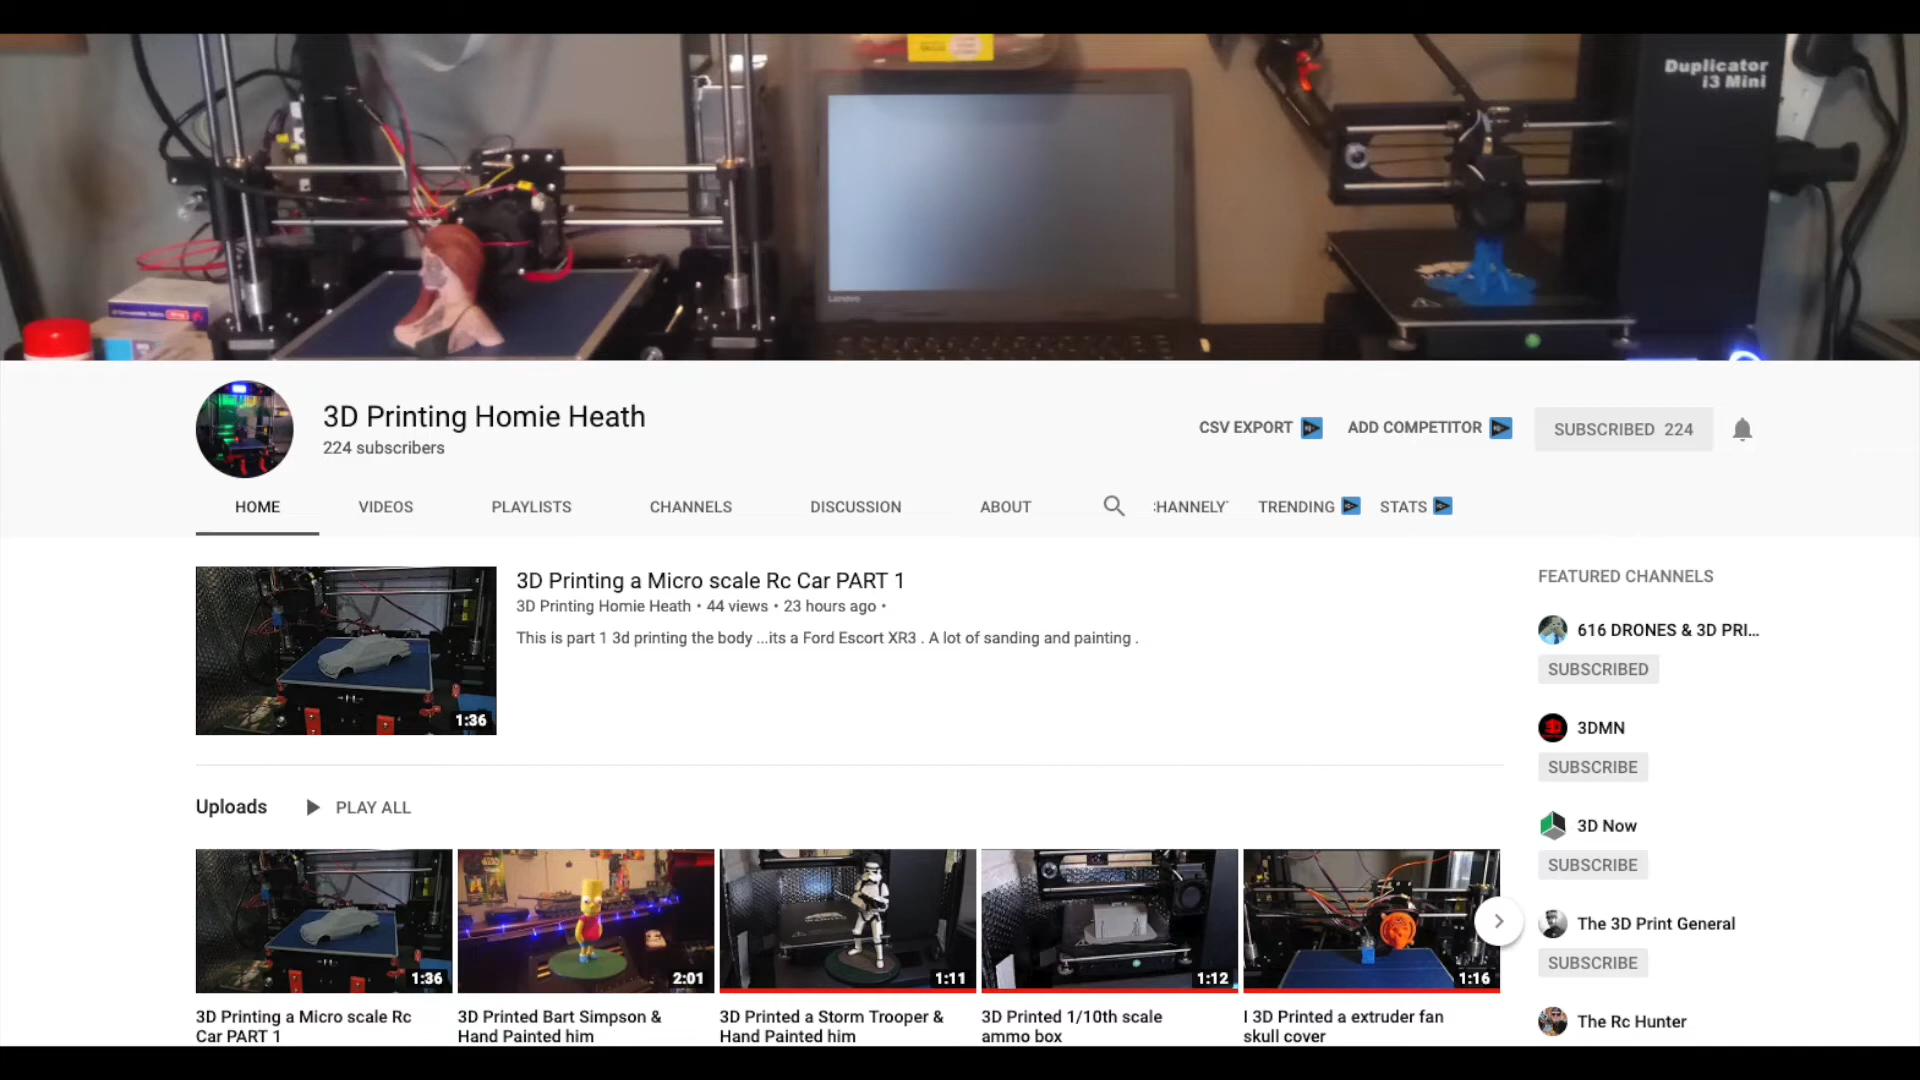 Duplicator
i3 Mini
Lenovo
3D Printing Homie Heath
224 subscribers
CSV EXPORT
ADD COMPETITOR
SUBSCRIBED 224
HOME
VIDEOS
PLAYLISTS
CHANNELS
DISCUSSION
ABOUT
HANNELY
TRENDING
STATS
3D Printing a Micro scale Rc Car PART 1
3D Printing Homie Heath • 44 views • 23 hours ago •
This is part 1 3d printing the body ...its a Ford Escort XR3 . A lot of sanding and painting .
1:36
FEATURED CHANNELS
616 DRONES & 3D PRI...
SUBSCRIBED
3DMN
SUBSCRIBE
3D Now
SUBSCRIBE
The 3D Print General
SUBSCRIBE
The Rc Hunter
Uploads
PLAY ALL
1:36
3D Printing a Micro scale Rc
Car PART 1
2:01
3D Printed Bart Simpson &
Hand Painted him
1:11
3D Printed a Storm Trooper &
Hand Painted him
1:12
3D Printed 1/10th scale
ammo box
1:16
I 3D Printed a extruder fan
skull cover